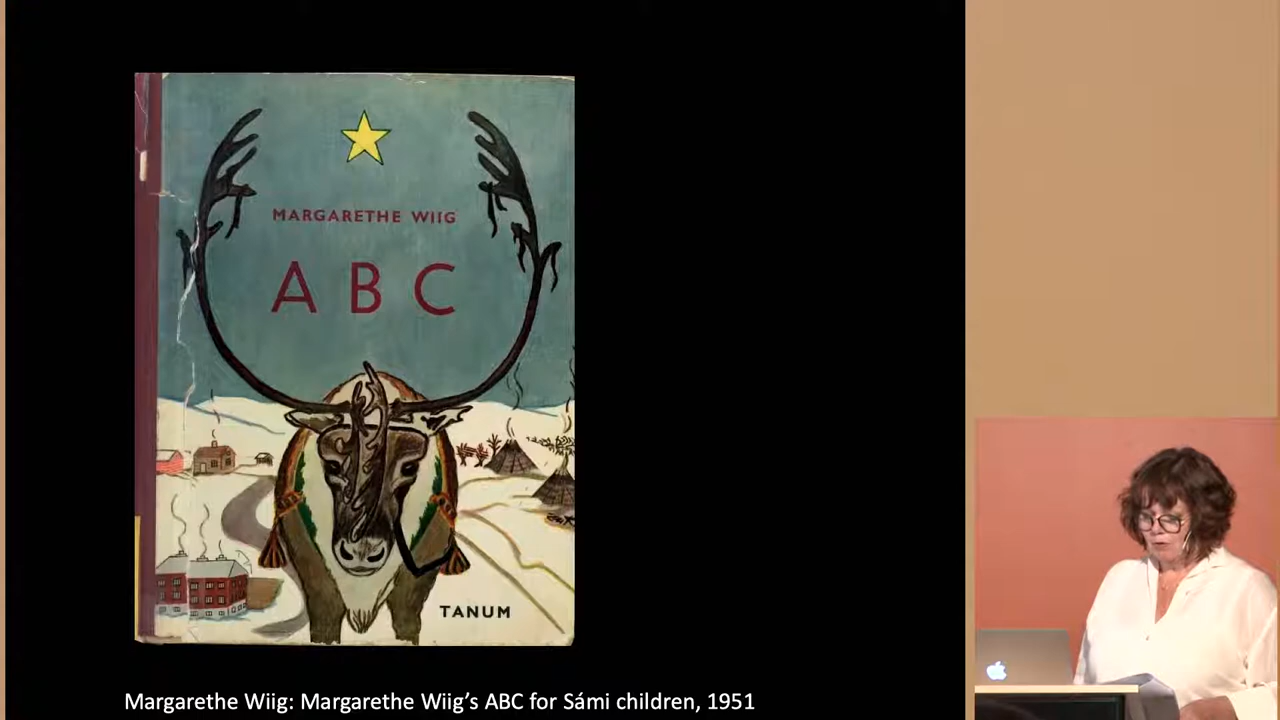 MARGARETHE WIIG
A B C
TANUM
Margarethe Wiig: Margarethe Wiig’s ABC for Sámi children, 1951